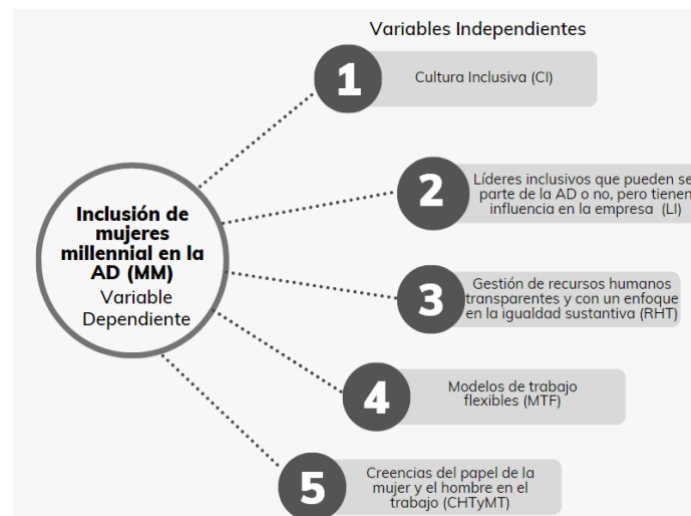 Variables Independientes
1
Cultura Inclusiva (CI)
2
Líderes inclusivos que pueden se
parte de la AD o no, pero tienen
influencia en la empresa (LI)
Inclusión de
mujeres
millennial en la
AD (MM)
Variable
Dependiente
3
Gestión de recursos humanos
transparentes y con un enfoque
en la igualdad sustantiva (RHT)
4
Modelos de trabajo
flexibles (MTF)
5
Creencias del papel de la
mujer y el hombre en el
trabajo (CHTyMT)